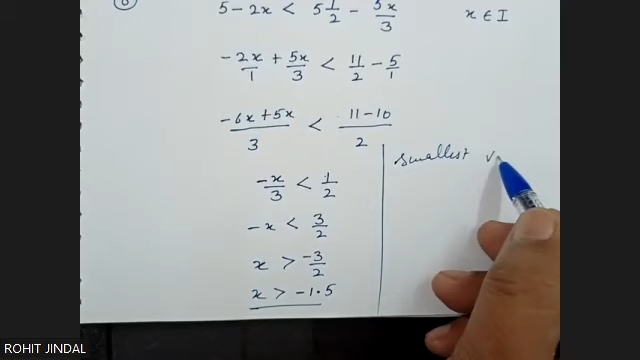 6
5 - 2x < 5 1/2 - 5x/3 x ∈ I
-2x/1 + 5x/3 < 11/2 - 5/1
-6x + 5x/3 < 11 - 10/2
-x/3 < 1/2
-x < 3/2
x > -3/2
x > -1.5
Smallest v
ROHIT JINDAL